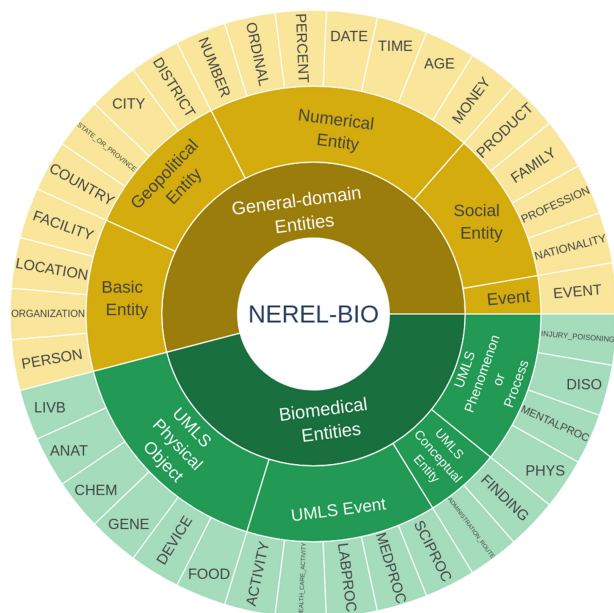 NEREL-BIO
General-domain
Entities
Biomedical
Entities
Basic
Entity
Geopolitical
Entity
Numerical
Entity
Social
Entity
Event
UMLS
Phenomenon
or
Process
UMLS
Conceptual
Entity
UMLS Event
UMLS
Physical
Object
PERSON
ORGANIZATION
LOCATION
FACILITY
COUNTRY
STATE_OR_PROVINCE
CITY
DISTRICT
NUMBER
ORDINAL
PERCENT
DATE
TIME
AGE
MONEY
PRODUCT
FAMILY
PROFESSION
NATIONALITY
EVENT
INJURY_POISONING
DISO
MENTALPROC
PHYS
FINDING
ADMINISTRATION_ROUTE
SCIPROC
MEDPROC
LABPROC
HEALTH_CARE_ACTIVITY
ACTIVITY
FOOD
DEVICE
GENE
CHEM
ANAT
LIVB